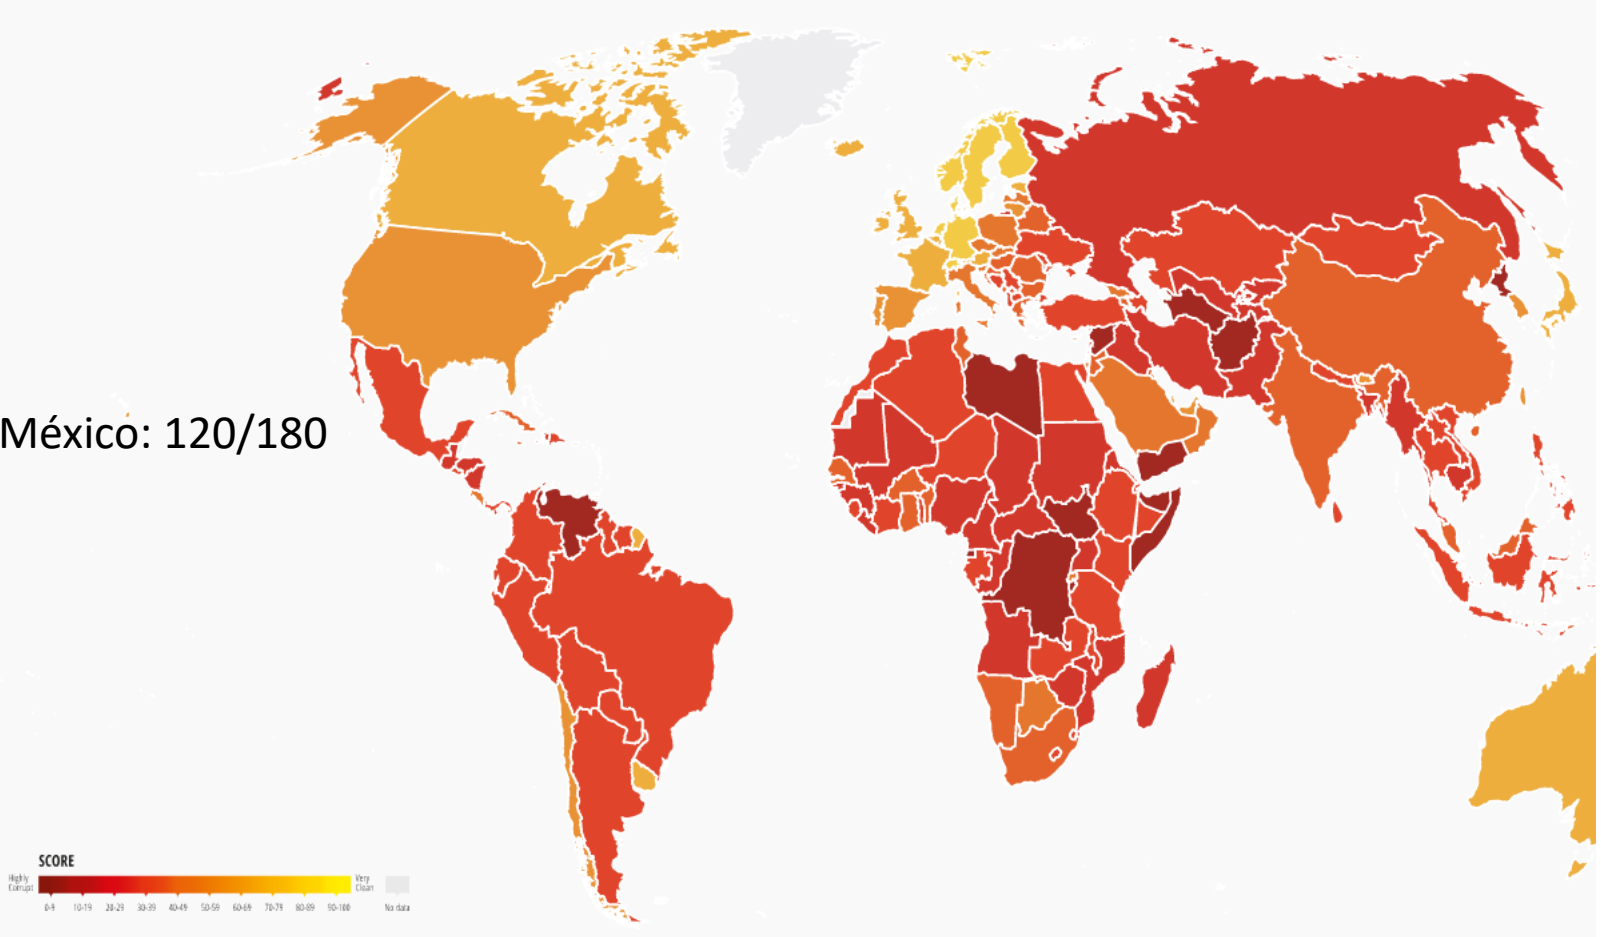 México: 120/180
SCORE
Highly
Corrupt
Very
Clean
0-9 10-19 20-29 30-39 40-49 50-59 60-69 70-79 80-89 90-100 No data